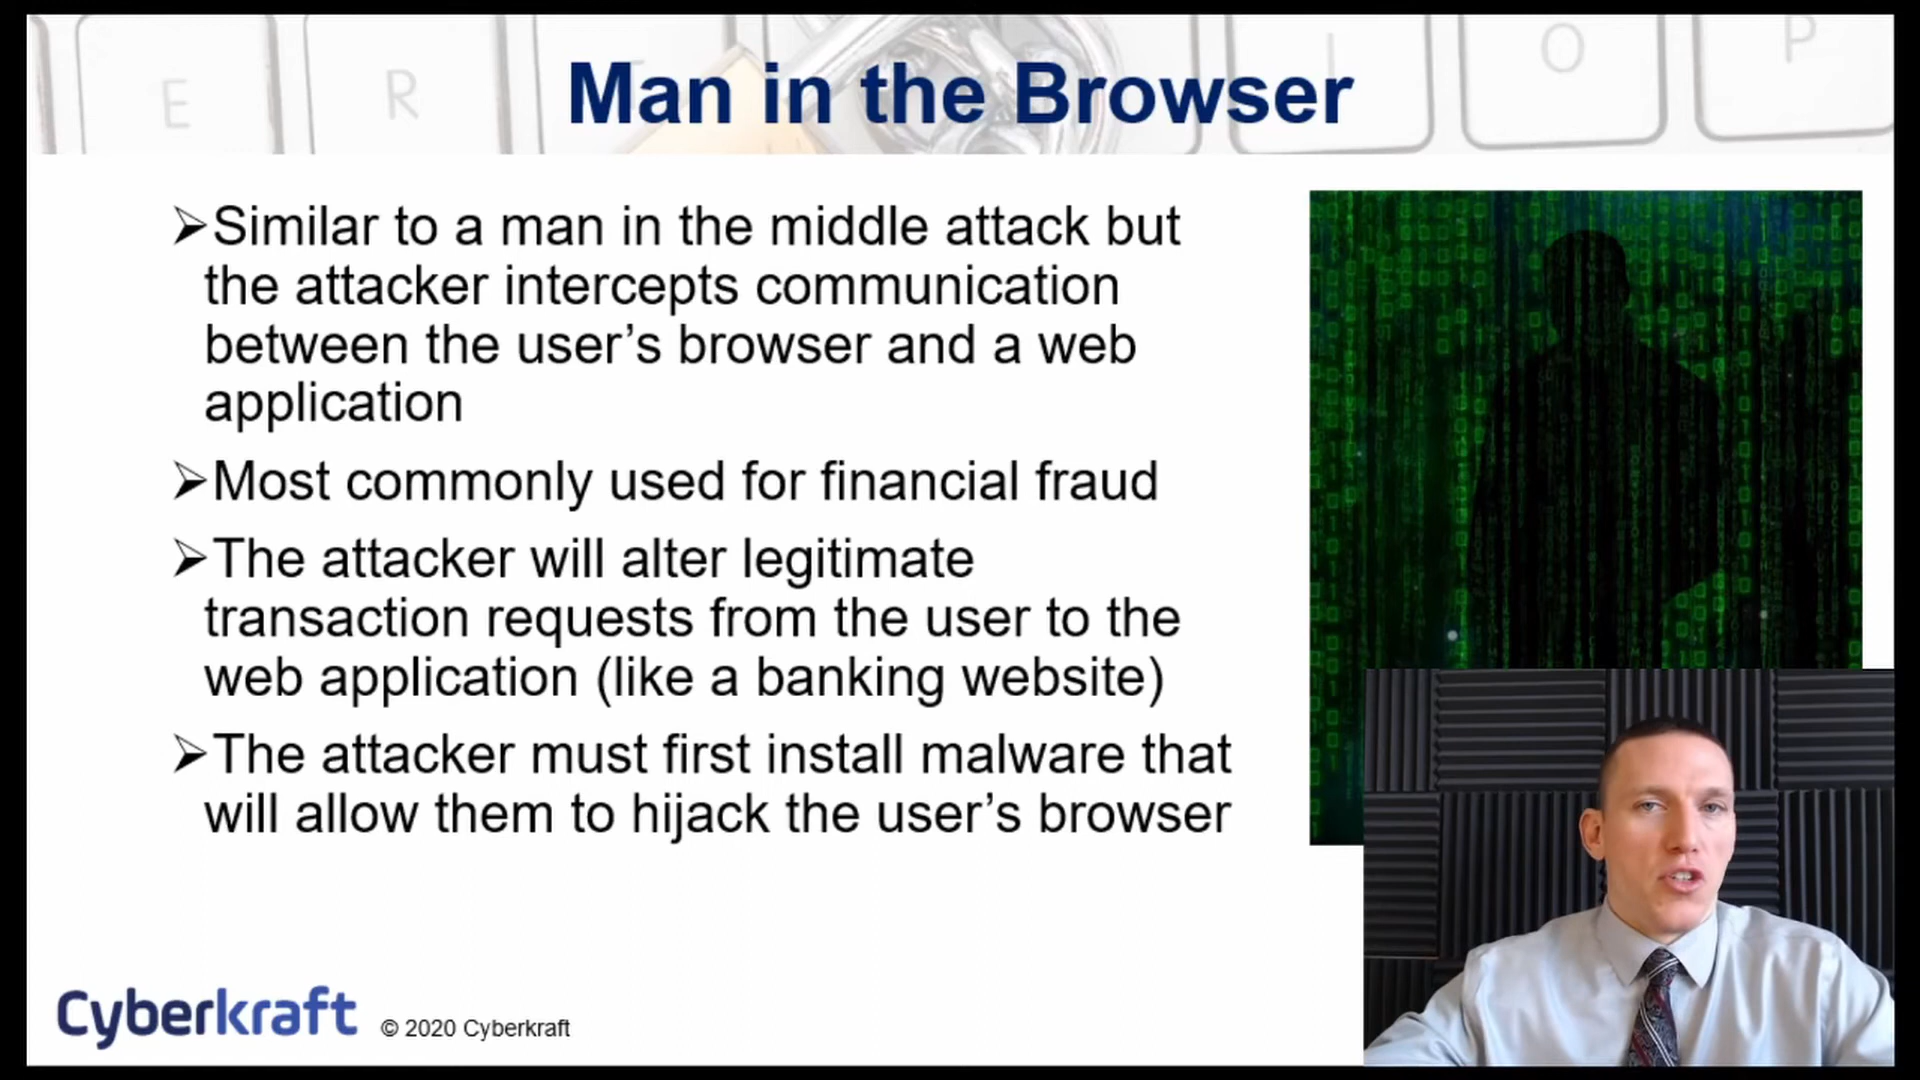 E R I O P
Man in the Browser
➢Similar to a man in the middle attack but
the attacker intercepts communication
between the user’s browser and a web
application
➢Most commonly used for financial fraud
➢The attacker will alter legitimate
transaction requests from the user to the
web application (like a banking website)
➢The attacker must first install malware that
will allow them to hijack the user’s browser
Cyberkraft © 2020 Cyberkraft